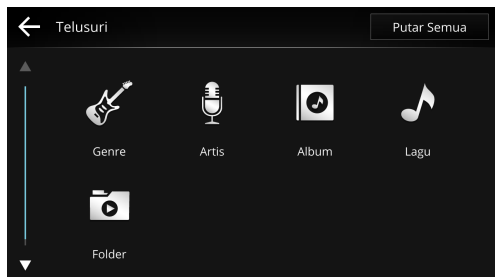 Telusuri
Putar Semua
Genre
Artis
Album
Lagu
Folder